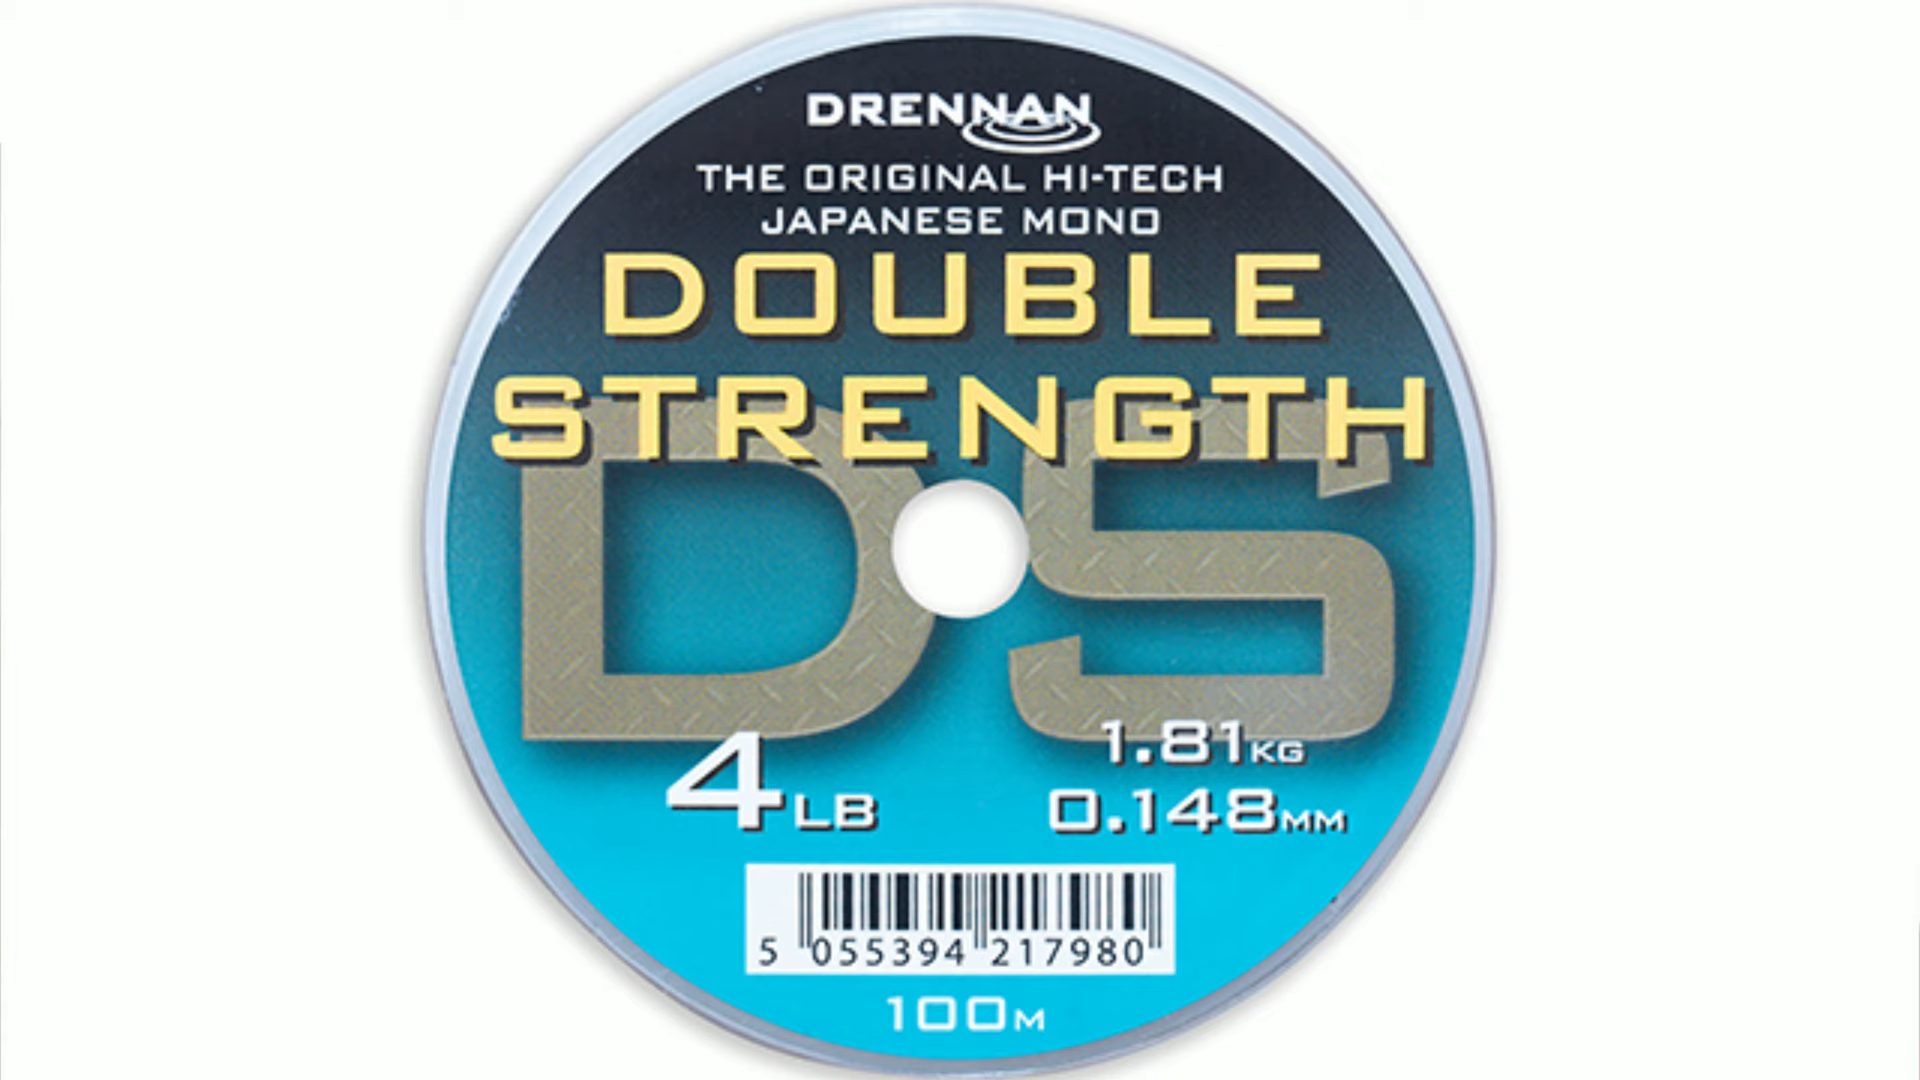 DRENNAN
THE ORIGINAL HI-TECH
JAPANESE MONO
DOUBLE
STRENGTH
DS
4LB
1.81KG
0.148MM
5 055394 217980
100M